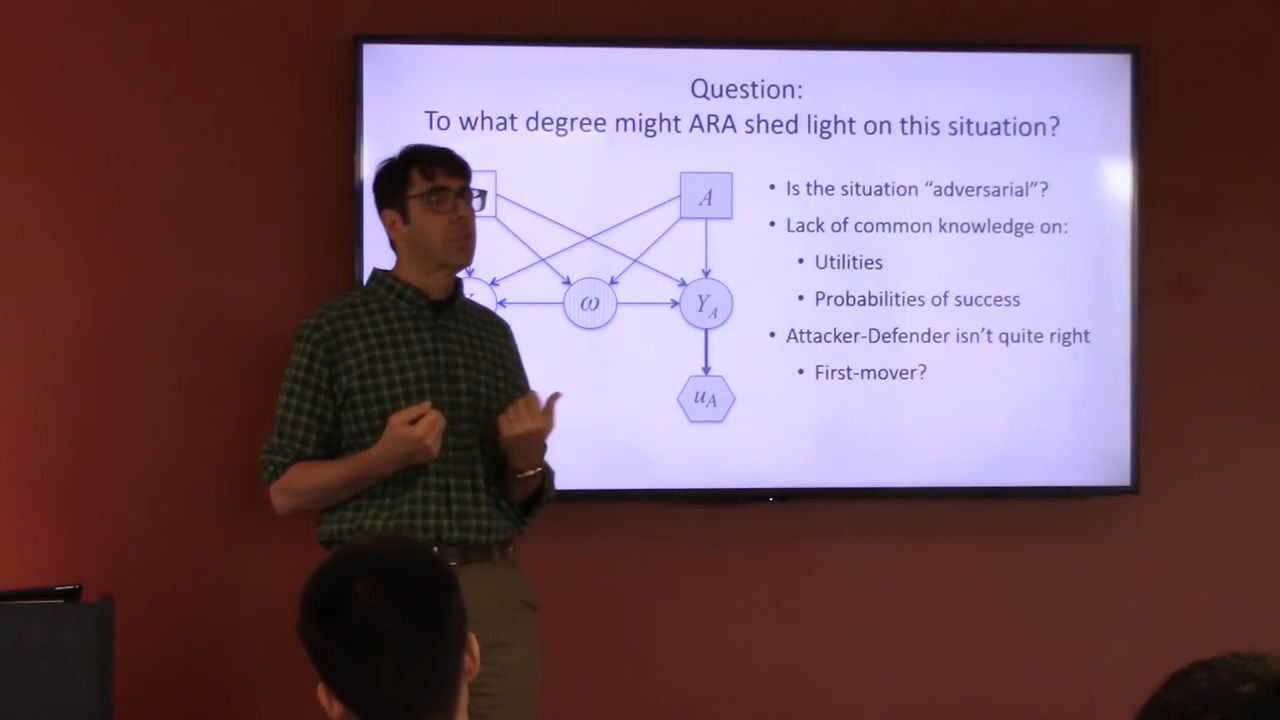 Question:
To what degree might ARA shed light on this situation?
A
ω
Y_A
u_A
• Is the situation “adversarial”?
• Lack of common knowledge on:
• Utilities
• Probabilities of success
• Attacker-Defender isn’t quite right
• First-mover?